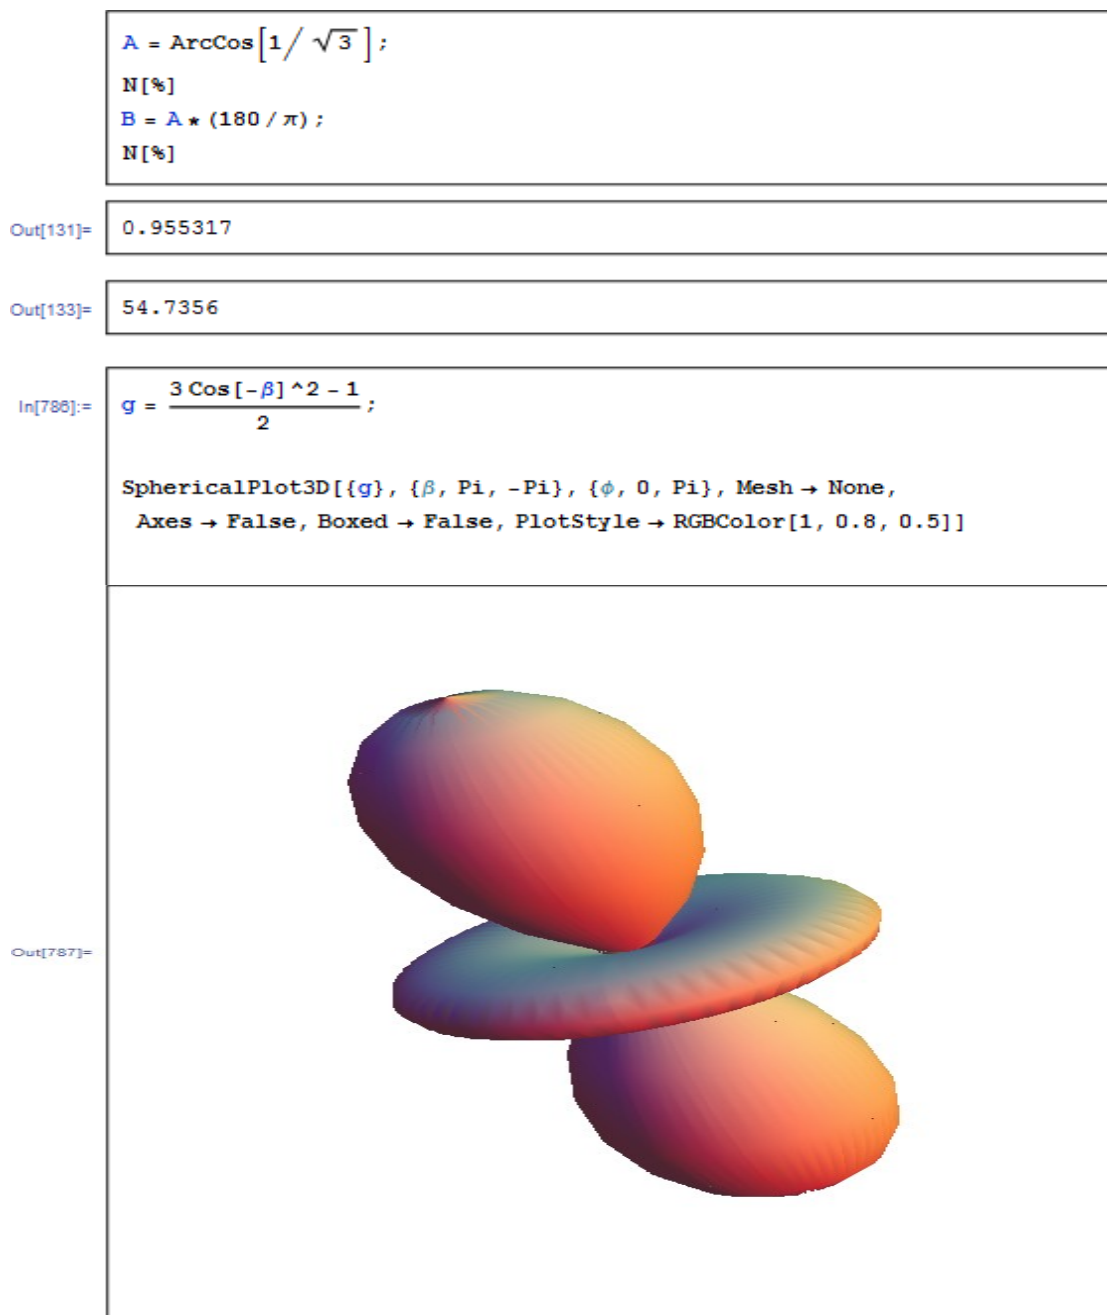 A = ArcCos[1/√3];
N[%]
B = A * (180/π);
N[%]
Out[131]= 0.955317
Out[133]= 54.7356
In[786]:= g = (3 Cos[-β]^2 - 1)/2;
SphericalPlot3D[{g}, {β, Pi, -Pi}, {ϕ, 0, Pi}, Mesh → None,
Axes → False, Boxed → False, PlotStyle → RGBColor[1, 0.8, 0.5]]
Out[787]=